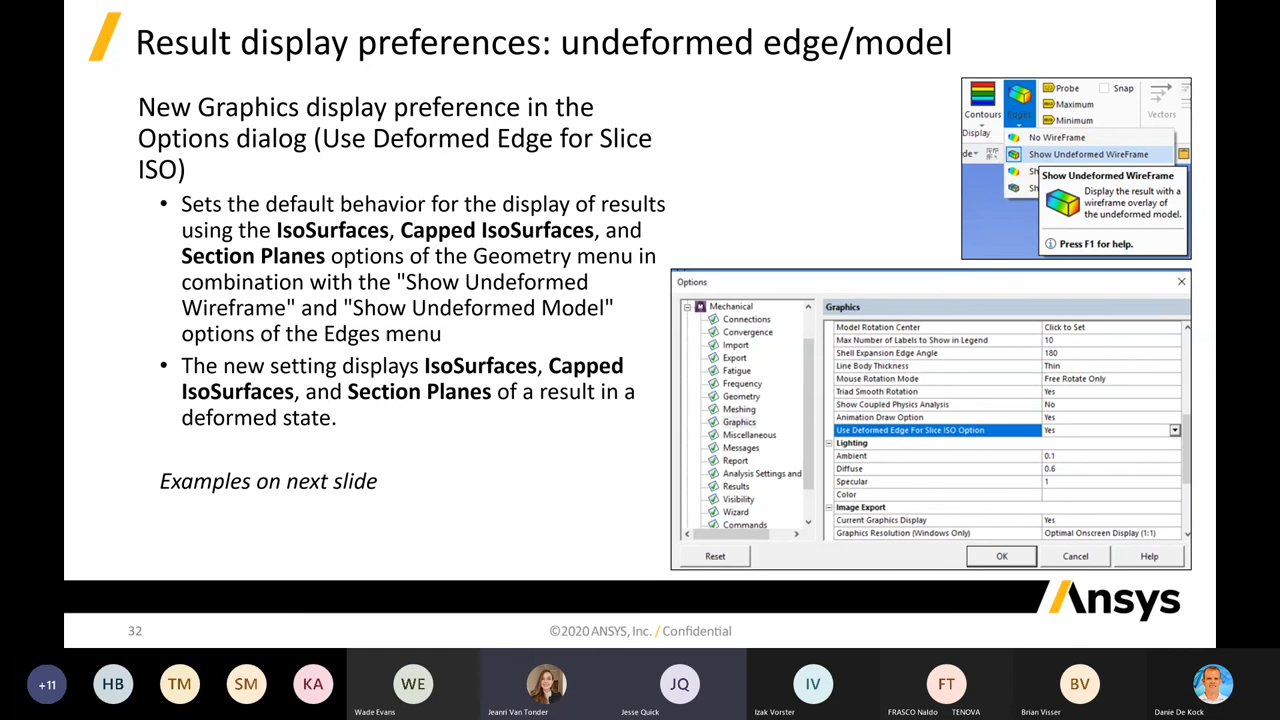 Result display preferences: undeformed edge/model
New Graphics display preference in the
Options dialog (Use Deformed Edge for Slice
ISO)
• Sets the default behavior for the display of results
using the IsoSurfaces, Capped IsoSurfaces, and
Section Planes options of the Geometry menu in
combination with the "Show Undeformed
Wireframe" and "Show Undeformed Model"
options of the Edges menu
• The new setting displays IsoSurfaces, Capped
IsoSurfaces, and Section Planes of a result in a
deformed state.
Examples on next slide
Contours
Edges
Probe
Snap
Maximum
Minimum
Vectors
Display
de
No WireFrame
Show Undeformed WireFrame
Sh
Sh
Show Undeformed WireFrame
Display the result with a
wireframe overlay of
the undeformed model.
Press F1 for help.
Options
Mechanical
Connections
Convergence
Import
Export
Fatigue
Frequency
Geometry
Meshing
Graphics
Miscellaneous
Messages
Report
Analysis Settings and
Results
Visibility
Wizard
Commands
Graphics
Model Rotation Center Click to Set
Max Number of Labels to Show in Legend 10
Shell Expansion Edge Angle 180
Line Body Thickness Thin
Mouse Rotation Mode Free Rotate Only
Triad Smooth Rotation Yes
Show Coupled Physics Analysis No
Animation Draw Option Yes
Use Deformed Edge For Slice ISO Option Yes
Lighting
Ambient 0.1
Diffuse 0.6
Specular 1
Color
Image Export
Current Graphics Display Yes
Graphics Resolution (Windows Only) Optimal Onscreen Display (1:1)
Reset OK Cancel Help
Ansys
32 ©2020 ANSYS, Inc. / Confidential
+11 HB TM SM KA WE JQ IV FT BV
Wade Evans Jeanri Van Tonder Jesse Quick Izak Vorster FRASCO Naldo TENOVA Brian Visser Danie De Kock